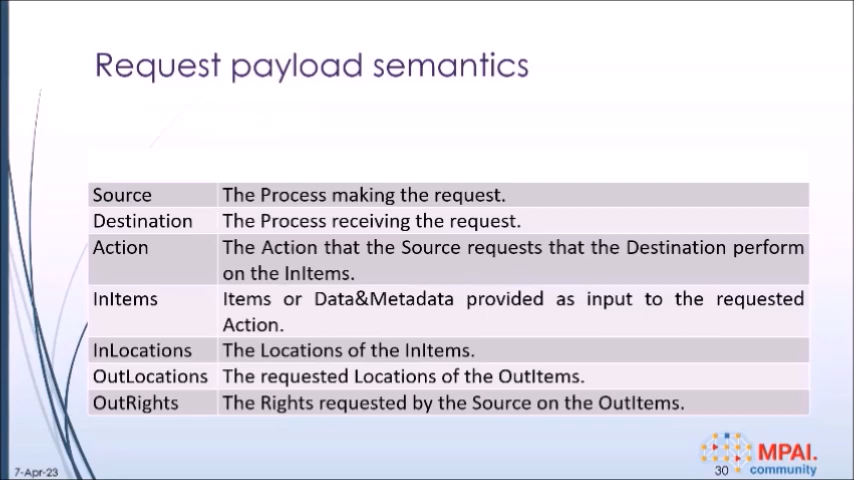 Request payload semantics
Source The Process making the request.
Destination The Process receiving the request.
Action The Action that the Source requests that the Destination perform
on the InItems.
InItems Items or Data&Metadata provided as input to the requested
Action.
InLocations The Locations of the InItems.
OutLocations The requested Locations of the OutItems.
OutRights The Rights requested by the Source on the OutItems.
7-Apr-23
30
MPAI.
community